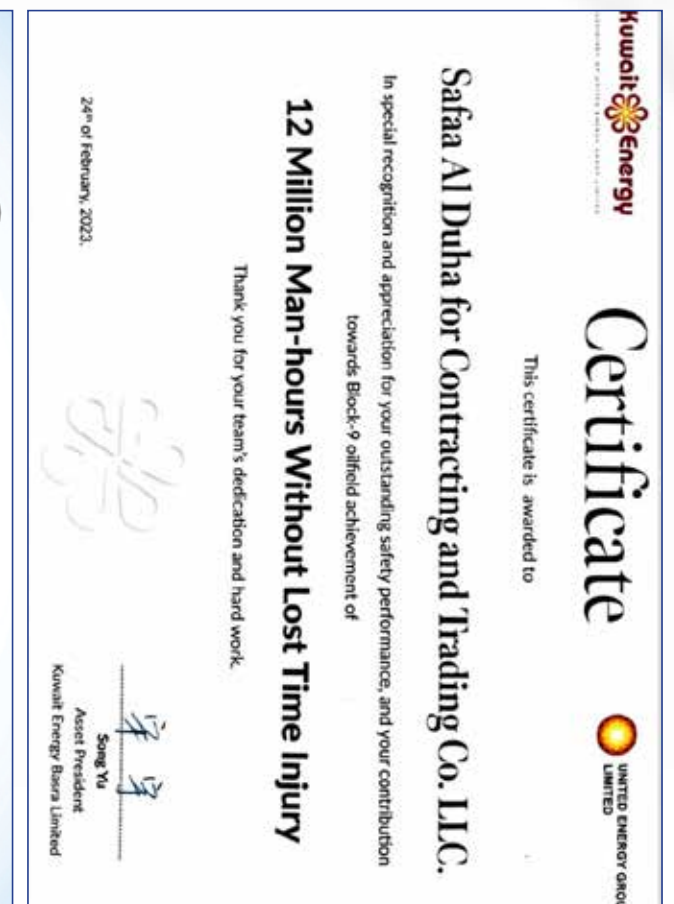 Kuwait Energy
Certificate
UNITED ENERGY GROU
LIMITED
This certificate is awarded to
Safaa Al Duha for Contracting and Trading Co. LLC.
In special recognition and appreciation for your outstanding safety performance, and your contribution
towards Block-9 oilfield achievement of
12 Million Man-hours Without Lost Time Injury
Thank you for your team's dedication and hard work.
24th of February, 2023.
Song Yu
Asset President
Kuwait Energy Basra Limited